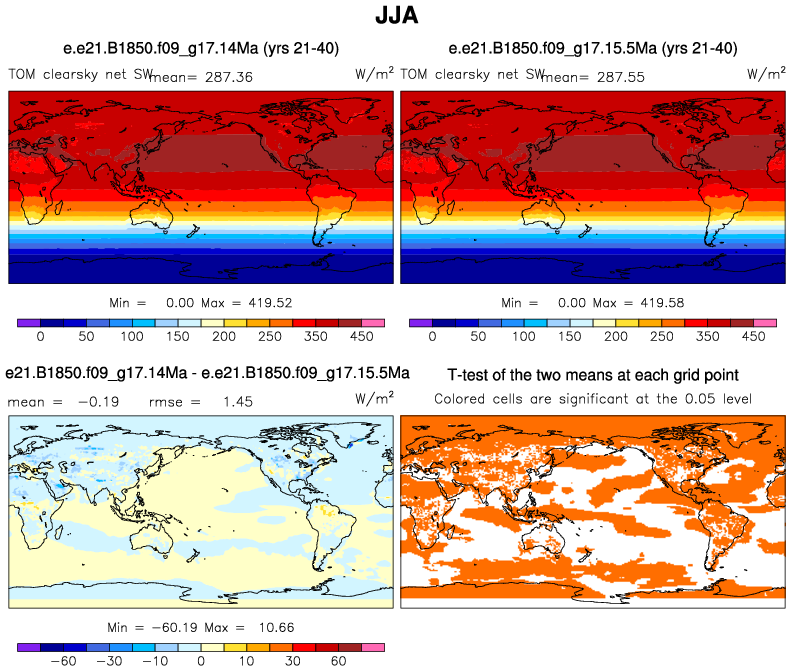 JJA
e.e21.B1850.f09_g17.14Ma (yrs 21-40)
TOM clearsky net SW mean= 287.36 W/m²
Min = 0.00 Max = 419.52
0 50 100 150 200 250 300 350 450
e.e21.B1850.f09_g17.15.5Ma (yrs 21-40)
TOM clearsky net SW mean= 287.55 W/m²
Min = 0.00 Max = 419.58
0 50 100 150 200 250 300 350 450
e21.B1850.f09_g17.14Ma - e.e21.B1850.f09_g17.15.5Ma
mean = −0.19 rmse = 1.45 W/m²
Min = −60.19 Max = 10.66
−60 −30 −10 0 10 30 60
T-test of the two means at each grid point
Colored cells are significant at the 0.05 level